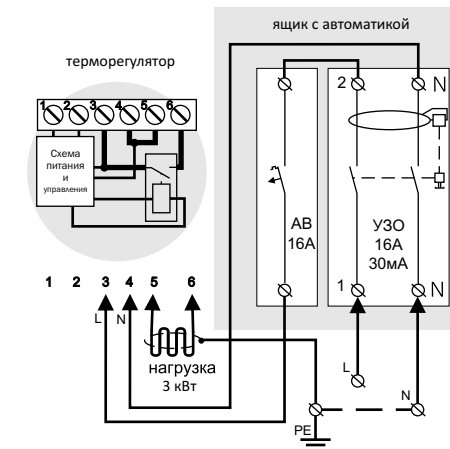 ящик с автоматикой
терморегулятор
2 N
1 2 3 4 5 6
Схема
питания
и
управления
АВ
16А
УЗО
16А
30мА
1 2 3 4 5 6
1 N
L N
нагрузка
3 кВт
L
N
PE